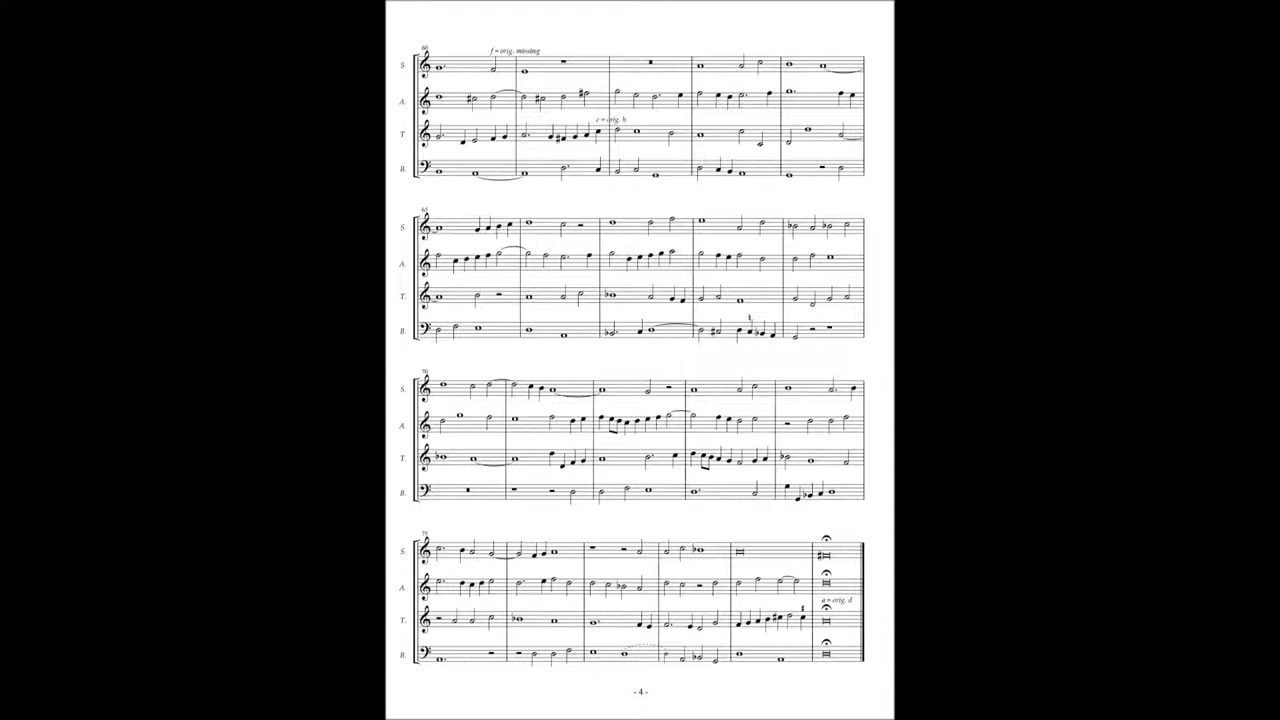 60
f = orig. missing
S
A.
c = orig. h
T.
B.
65
S
A.
T.
B.
70
S.
A.
T.
B.
75
S.
A.
a = orig. d
T.
B.
- 4 -